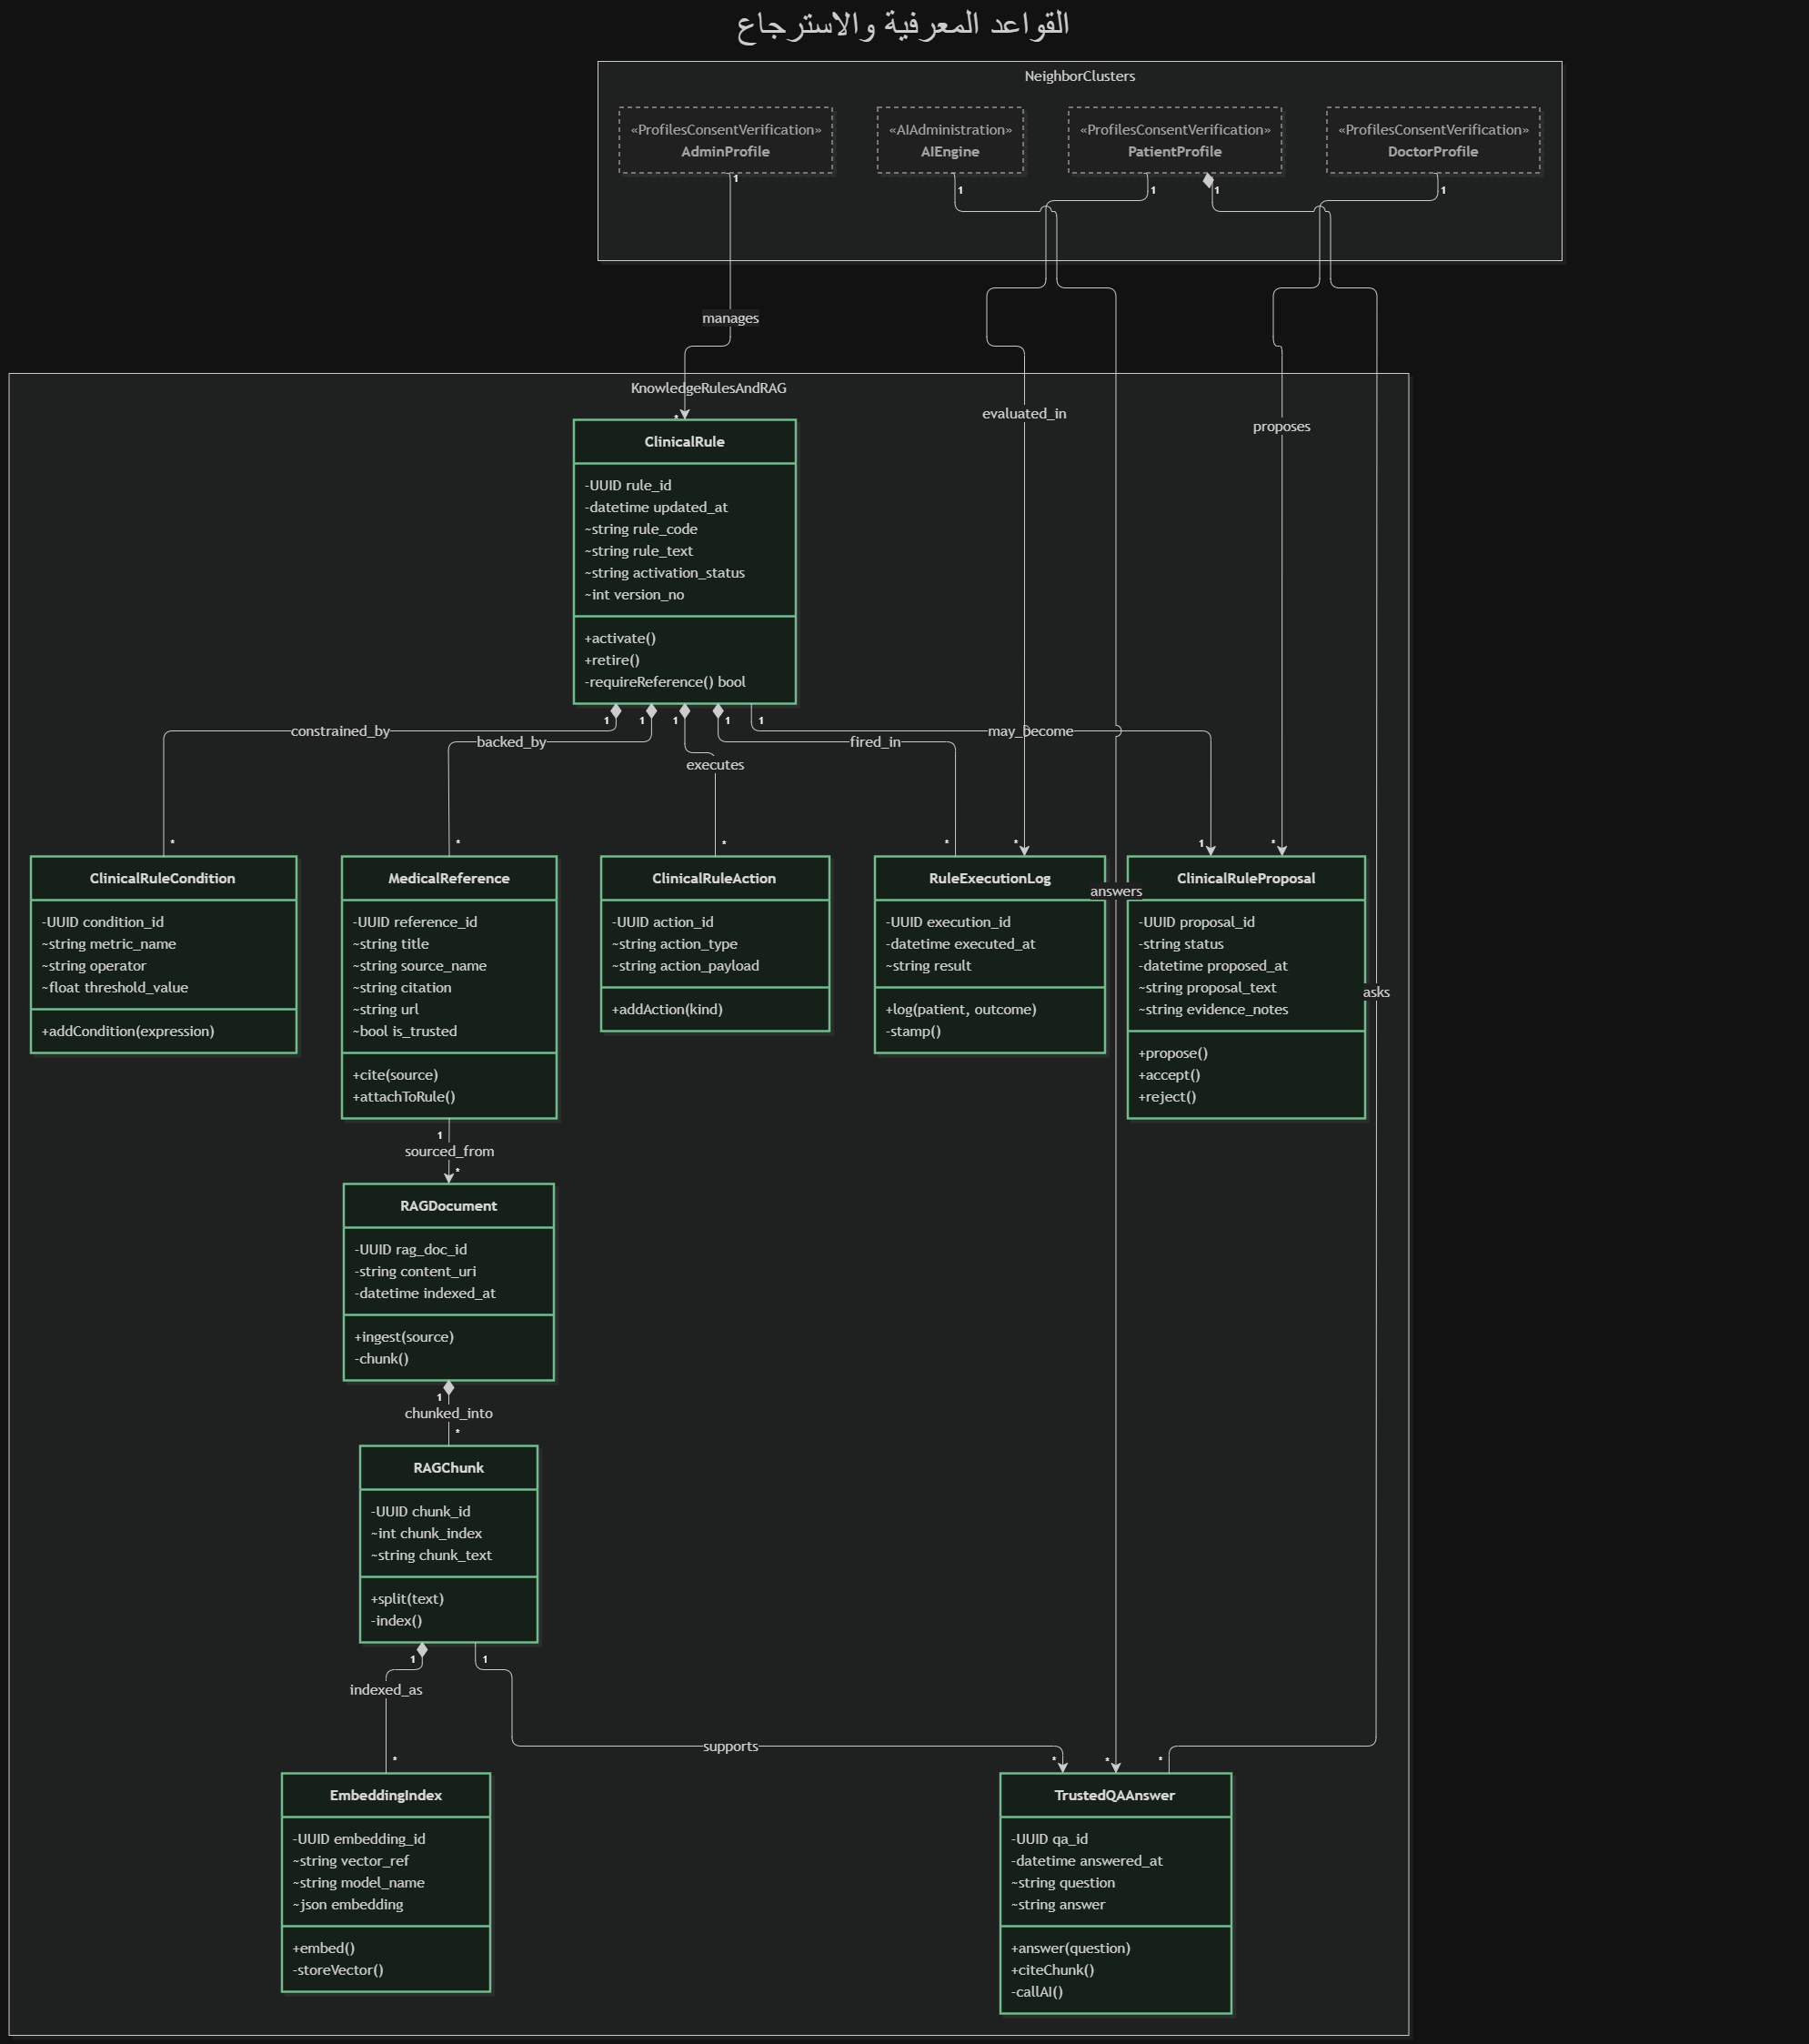 القواعد المعرفية والاسترجاع
NeighborClusters
«ProfilesConsentVerification»
AdminProfile
«AIAdministration»
AIEngine
«ProfilesConsentVerification»
PatientProfile
«ProfilesConsentVerification»
DoctorProfile
1
1
1
1
1
manages
KnowledgeRulesAndRAG
evaluated_in
proposes
*
ClinicalRule
-UUID rule_id
-datetime updated_at
~string rule_code
~string rule_text
~string activation_status
~int version_no
+activate()
+retire()
-requireReference() bool
1
1
1
1
1
constrained_by
backed_by
executes
fired_in
may_become
*
*
*
*
*
1
*
ClinicalRuleCondition
-UUID condition_id
~string metric_name
~string operator
~float threshold_value
+addCondition(expression)
MedicalReference
-UUID reference_id
~string title
~string source_name
~string citation
~string url
~bool is_trusted
+cite(source)
+attachToRule()
ClinicalRuleAction
-UUID action_id
~string action_type
~string action_payload
+addAction(kind)
RuleExecutionLog
-UUID execution_id
-datetime executed_at
~string result
+log(patient, outcome)
-stamp()
answers
ClinicalRuleProposal
-UUID proposal_id
-string status
-datetime proposed_at
~string proposal_text
~string evidence_notes
+propose()
+accept()
+reject()
asks
1
sourced_from
*
RAGDocument
-UUID rag_doc_id
-string content_uri
-datetime indexed_at
+ingest(source)
-chunk()
1
chunked_into
*
RAGChunk
-UUID chunk_id
~int chunk_index
~string chunk_text
+split(text)
-index()
1
1
indexed_as
supports
*
*
*
*
EmbeddingIndex
-UUID embedding_id
~string vector_ref
~string model_name
~json embedding
+embed()
-storeVector()
TrustedQAAnswer
-UUID qa_id
-datetime answered_at
~string question
~string answer
+answer(question)
+citeChunk()
-callAI()